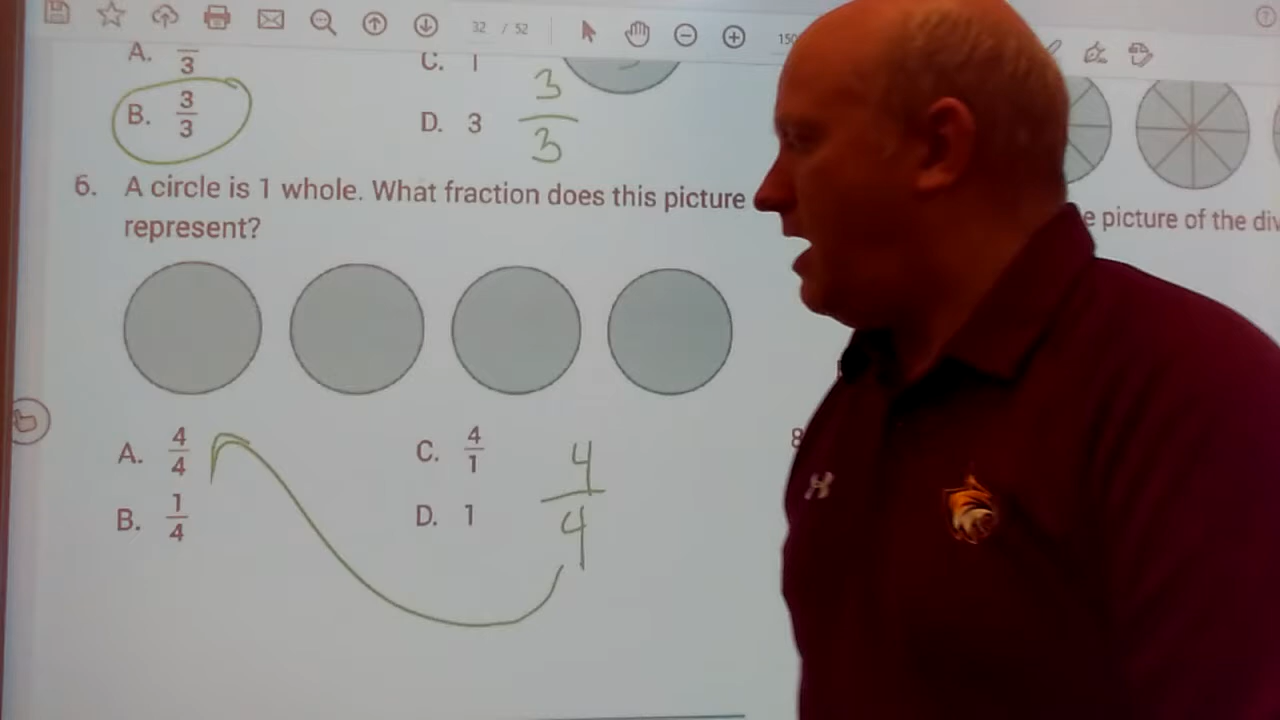 32 / 52
150
A. 3
C. 1
B. 3/3
D. 3
3/3
6. A circle is 1 whole. What fraction does this picture
represent?
e picture of the div
A. 4/4
C. 4/1
4/4
B. 1/4
D. 1
8